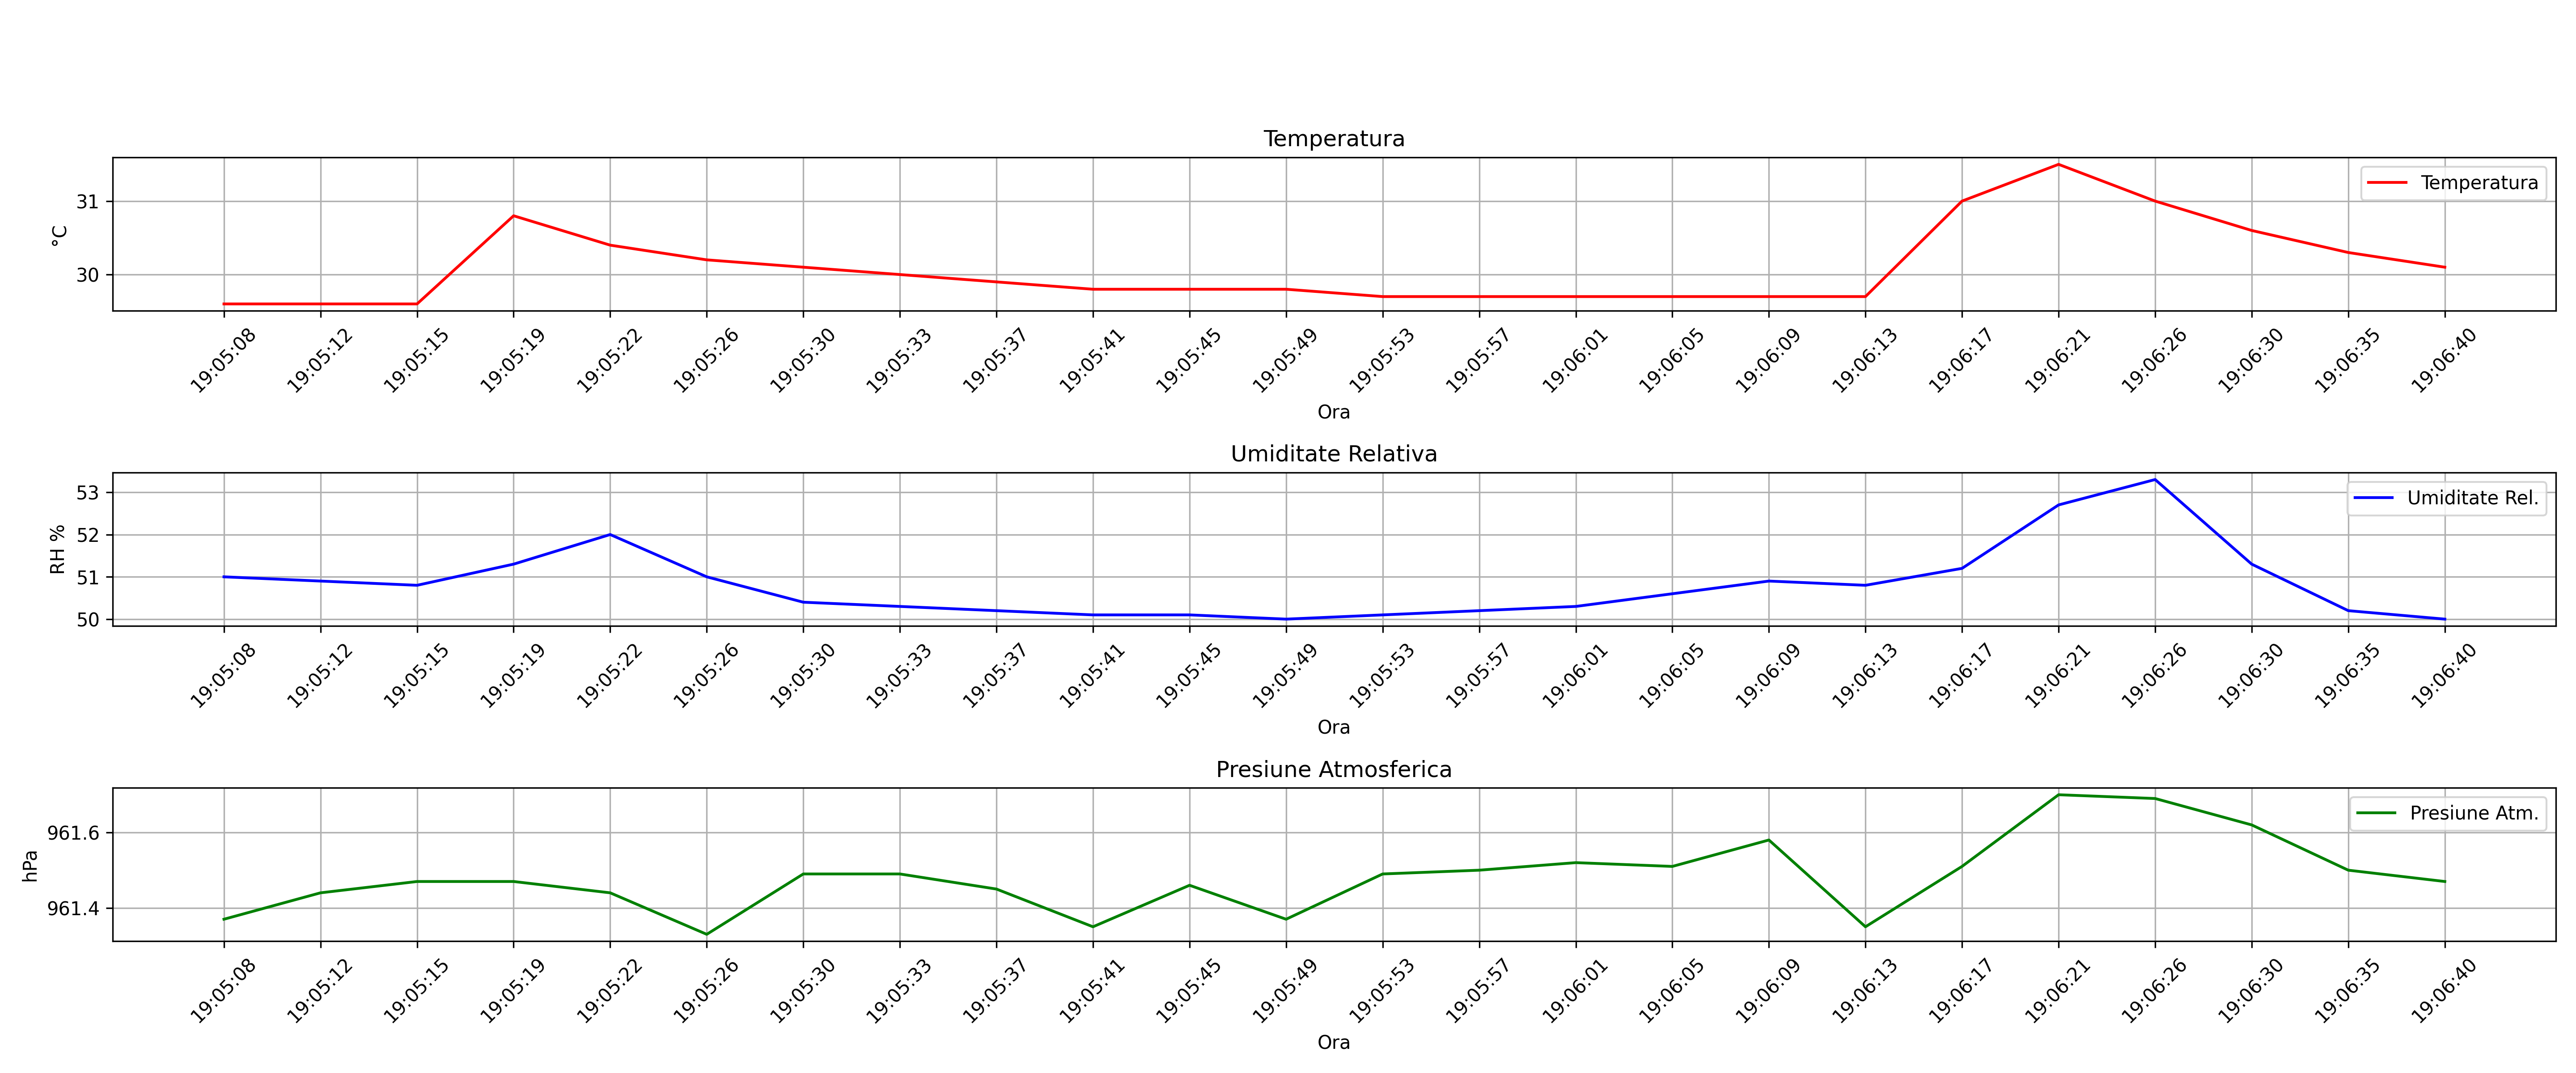 Temperatura
31
30
°C
Temperatura
19:05:08 19:05:12 19:05:15 19:05:19 19:05:22 19:05:26 19:05:30 19:05:33 19:05:37 19:05:41 19:05:45 19:05:49 19:05:53 19:05:57 19:06:01 19:06:05 19:06:09 19:06:13 19:06:17 19:06:21 19:06:26 19:06:30 19:06:35 19:06:40
Ora
Umiditate Relativa
53
52
51
50
RH %
Umiditate Rel.
19:05:08 19:05:12 19:05:15 19:05:19 19:05:22 19:05:26 19:05:30 19:05:33 19:05:37 19:05:41 19:05:45 19:05:49 19:05:53 19:05:57 19:06:01 19:06:05 19:06:09 19:06:13 19:06:17 19:06:21 19:06:26 19:06:30 19:06:35 19:06:40
Ora
Presiune Atmosferica
961.6
961.4
hPa
Presiune Atm.
19:05:08 19:05:12 19:05:15 19:05:19 19:05:22 19:05:26 19:05:30 19:05:33 19:05:37 19:05:41 19:05:45 19:05:49 19:05:53 19:05:57 19:06:01 19:06:05 19:06:09 19:06:13 19:06:17 19:06:21 19:06:26 19:06:30 19:06:35 19:06:40
Ora